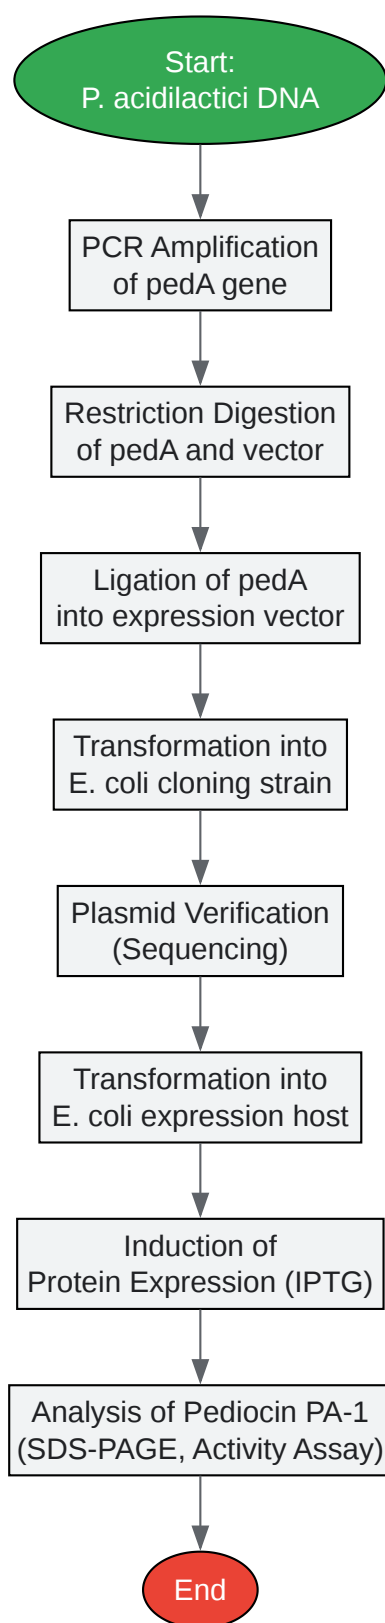 Start:
P. acidilactici DNA
PCR Amplification
of pedA gene
Restriction Digestion
of pedA and vector
Ligation of pedA
into expression vector
Transformation into
E. coli cloning strain
Plasmid Verification
(Sequencing)
Transformation into
E. coli expression host
Induction of
Protein Expression (IPTG)
Analysis of Pediocin PA-1
(SDS-PAGE, Activity Assay)
End